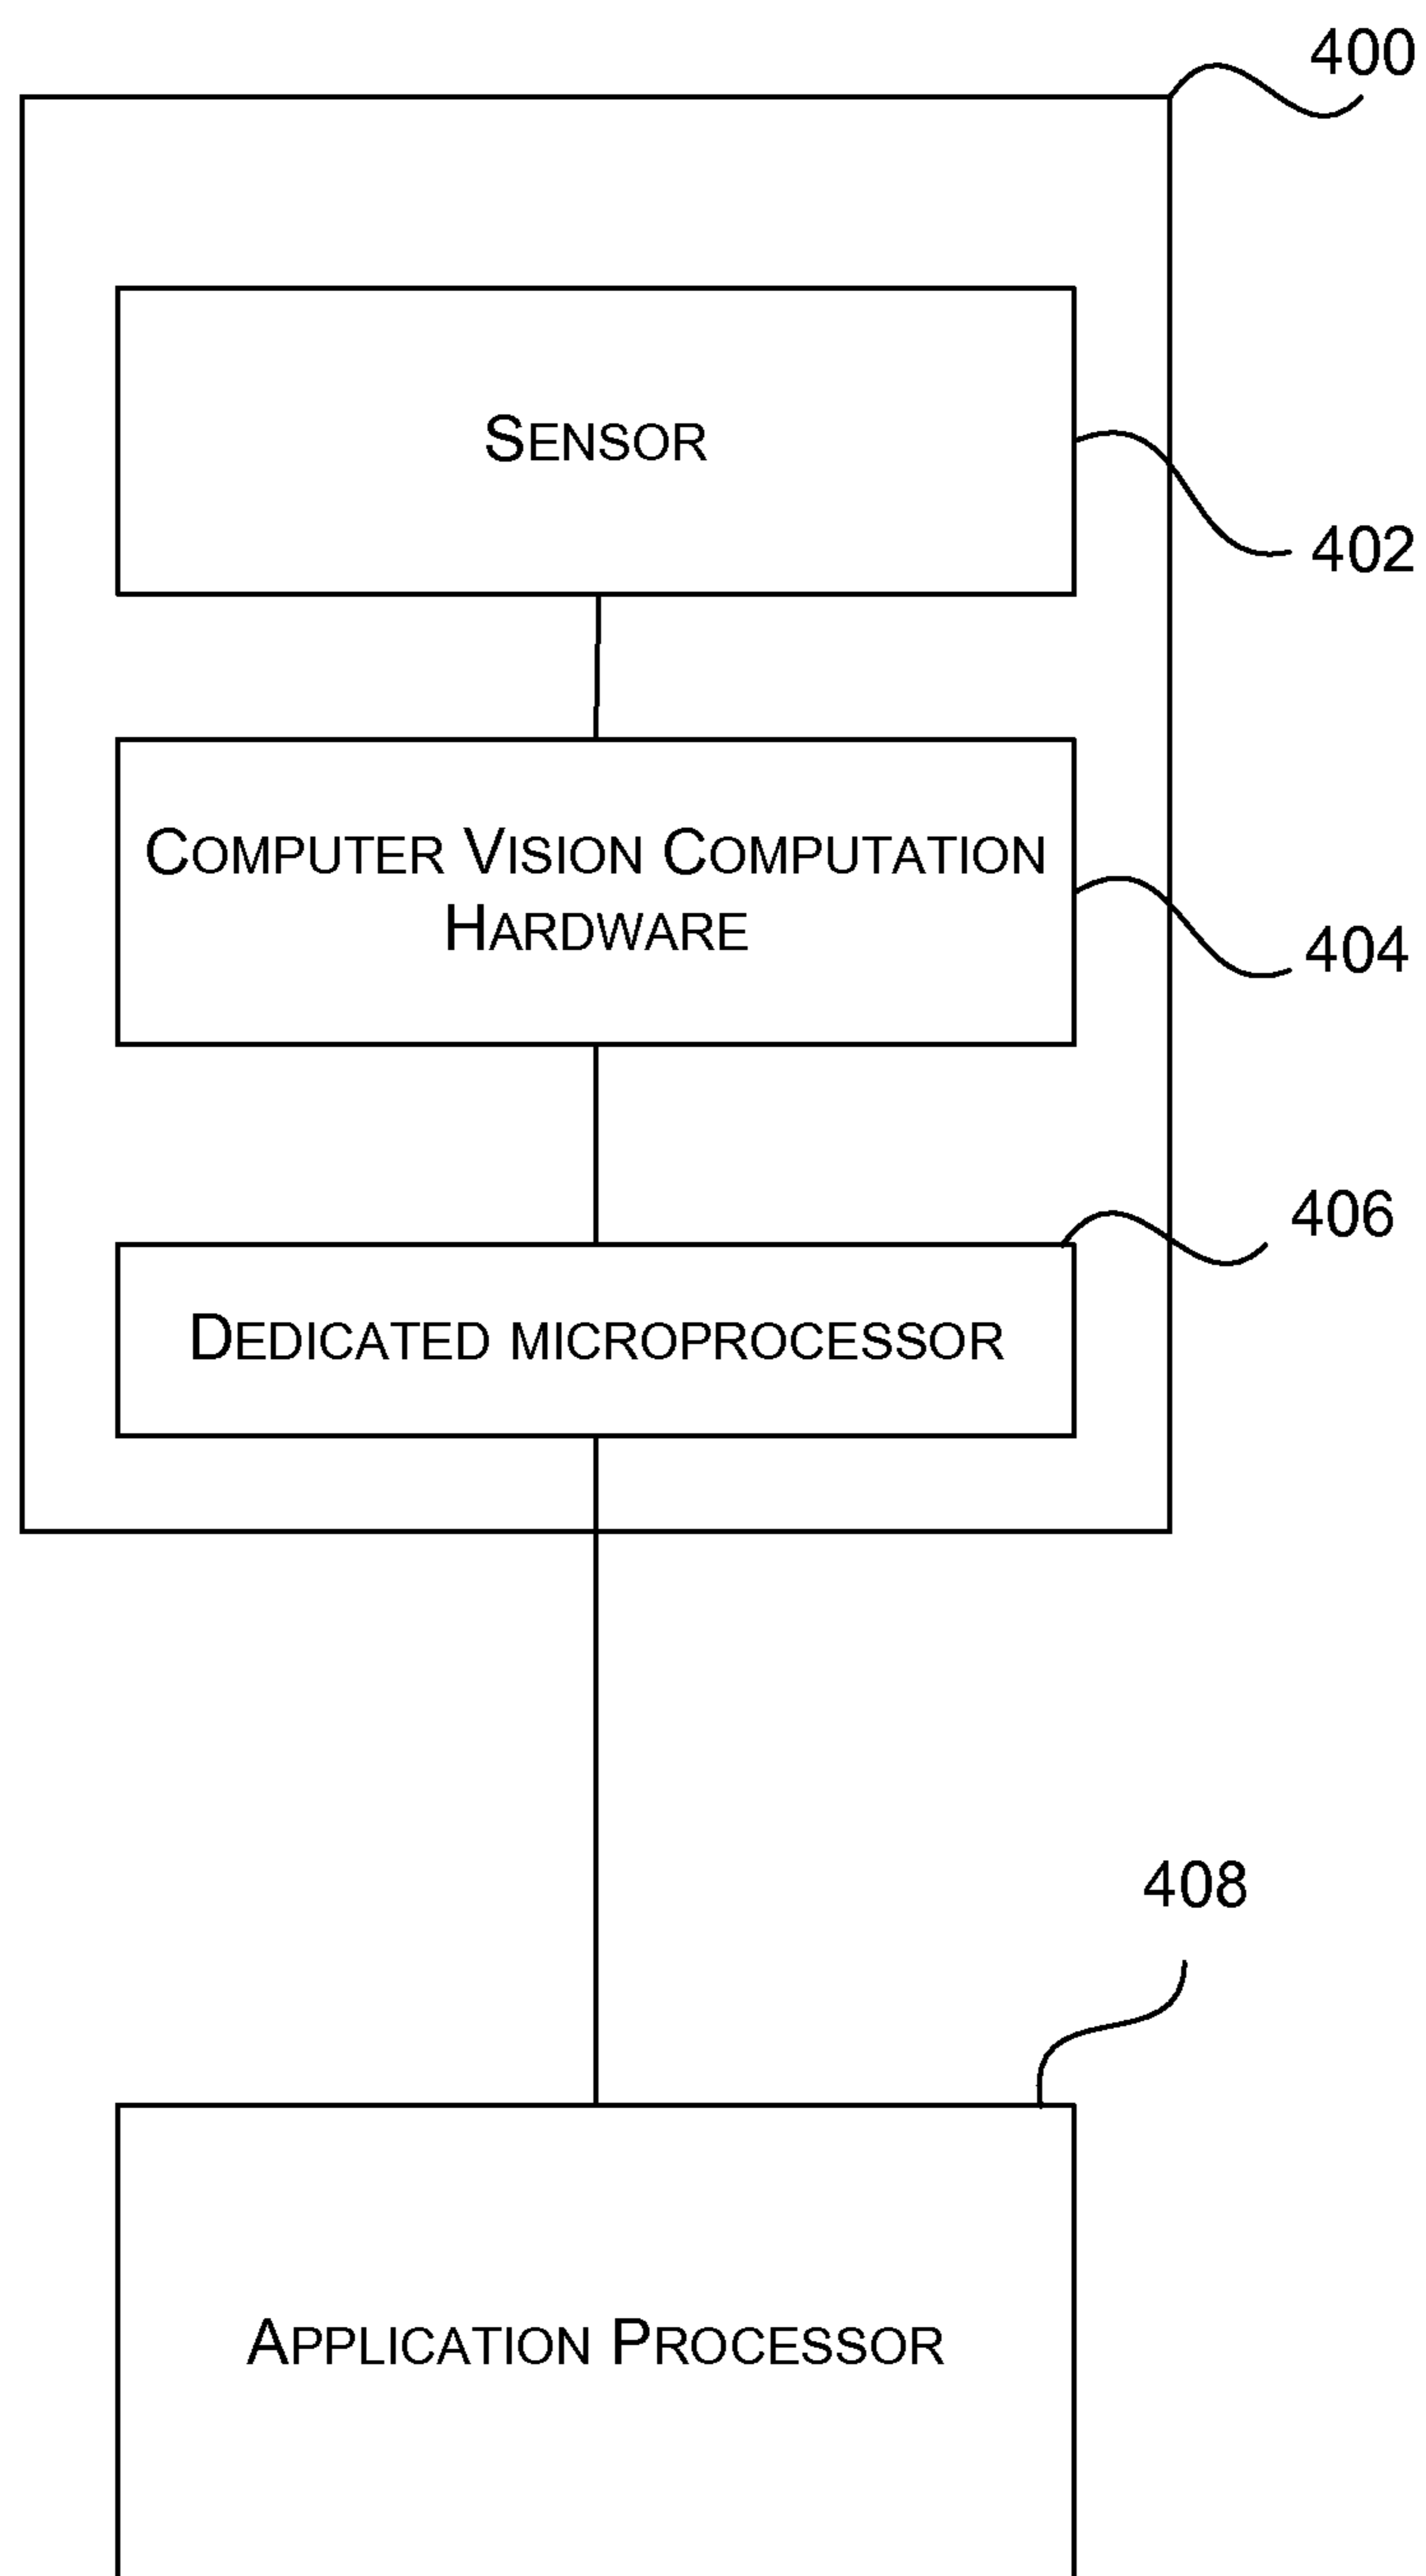 400
SENSOR
402
COMPUTER VISION COMPUTATION
HARDWARE
404
406
DEDICATED MICROPROCESSOR
408
APPLICATION PROCESSOR